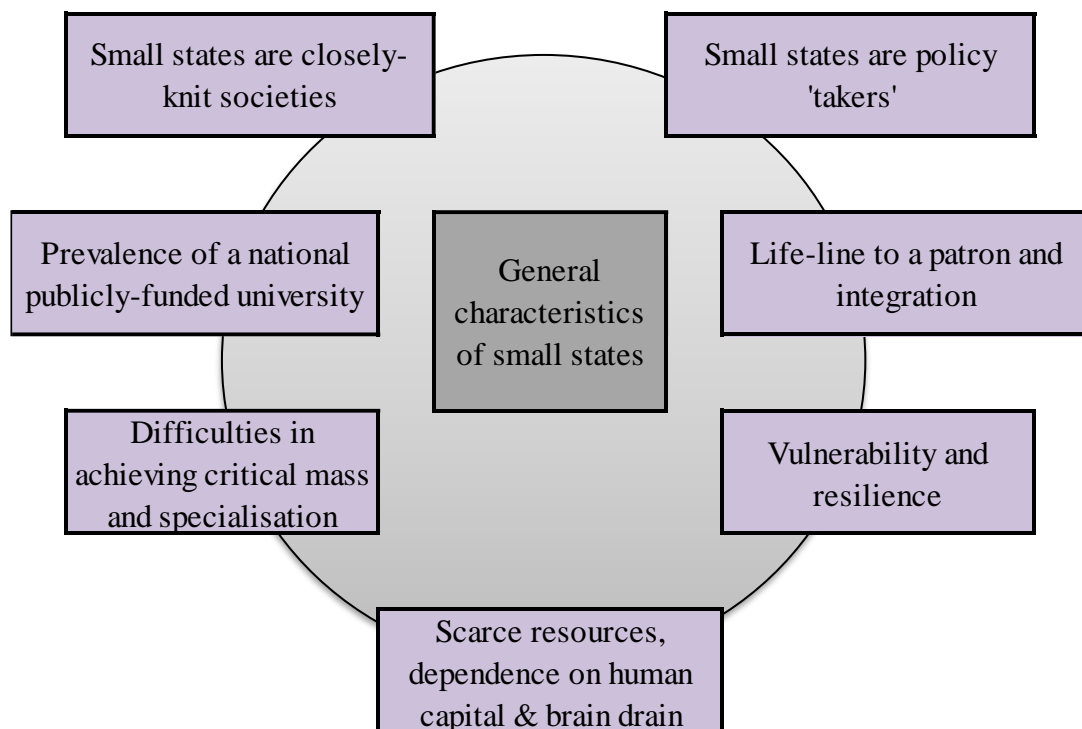 Small states are closely-
knit societies
Small states are policy
'takers'
Prevalence of a national
publicly-funded university
General
characteristics
of small states
Life-line to a patron and
integration
Difficulties in
achieving critical mass
and specialisation
Vulnerability and
resilience
Scarce resources,
dependence on human
capital & brain drain